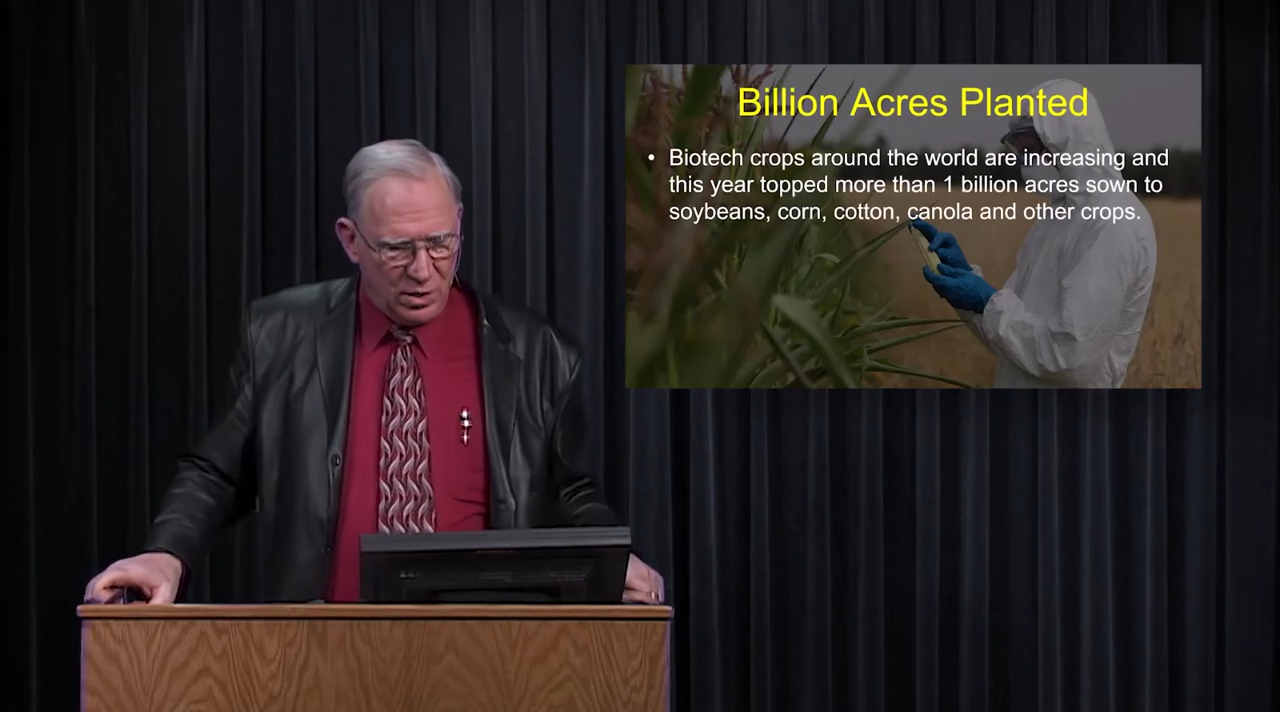 Billion Acres Planted
• Biotech crops around the world are increasing and
this year topped more than 1 billion acres sown to
soybeans, corn, cotton, canola and other crops.